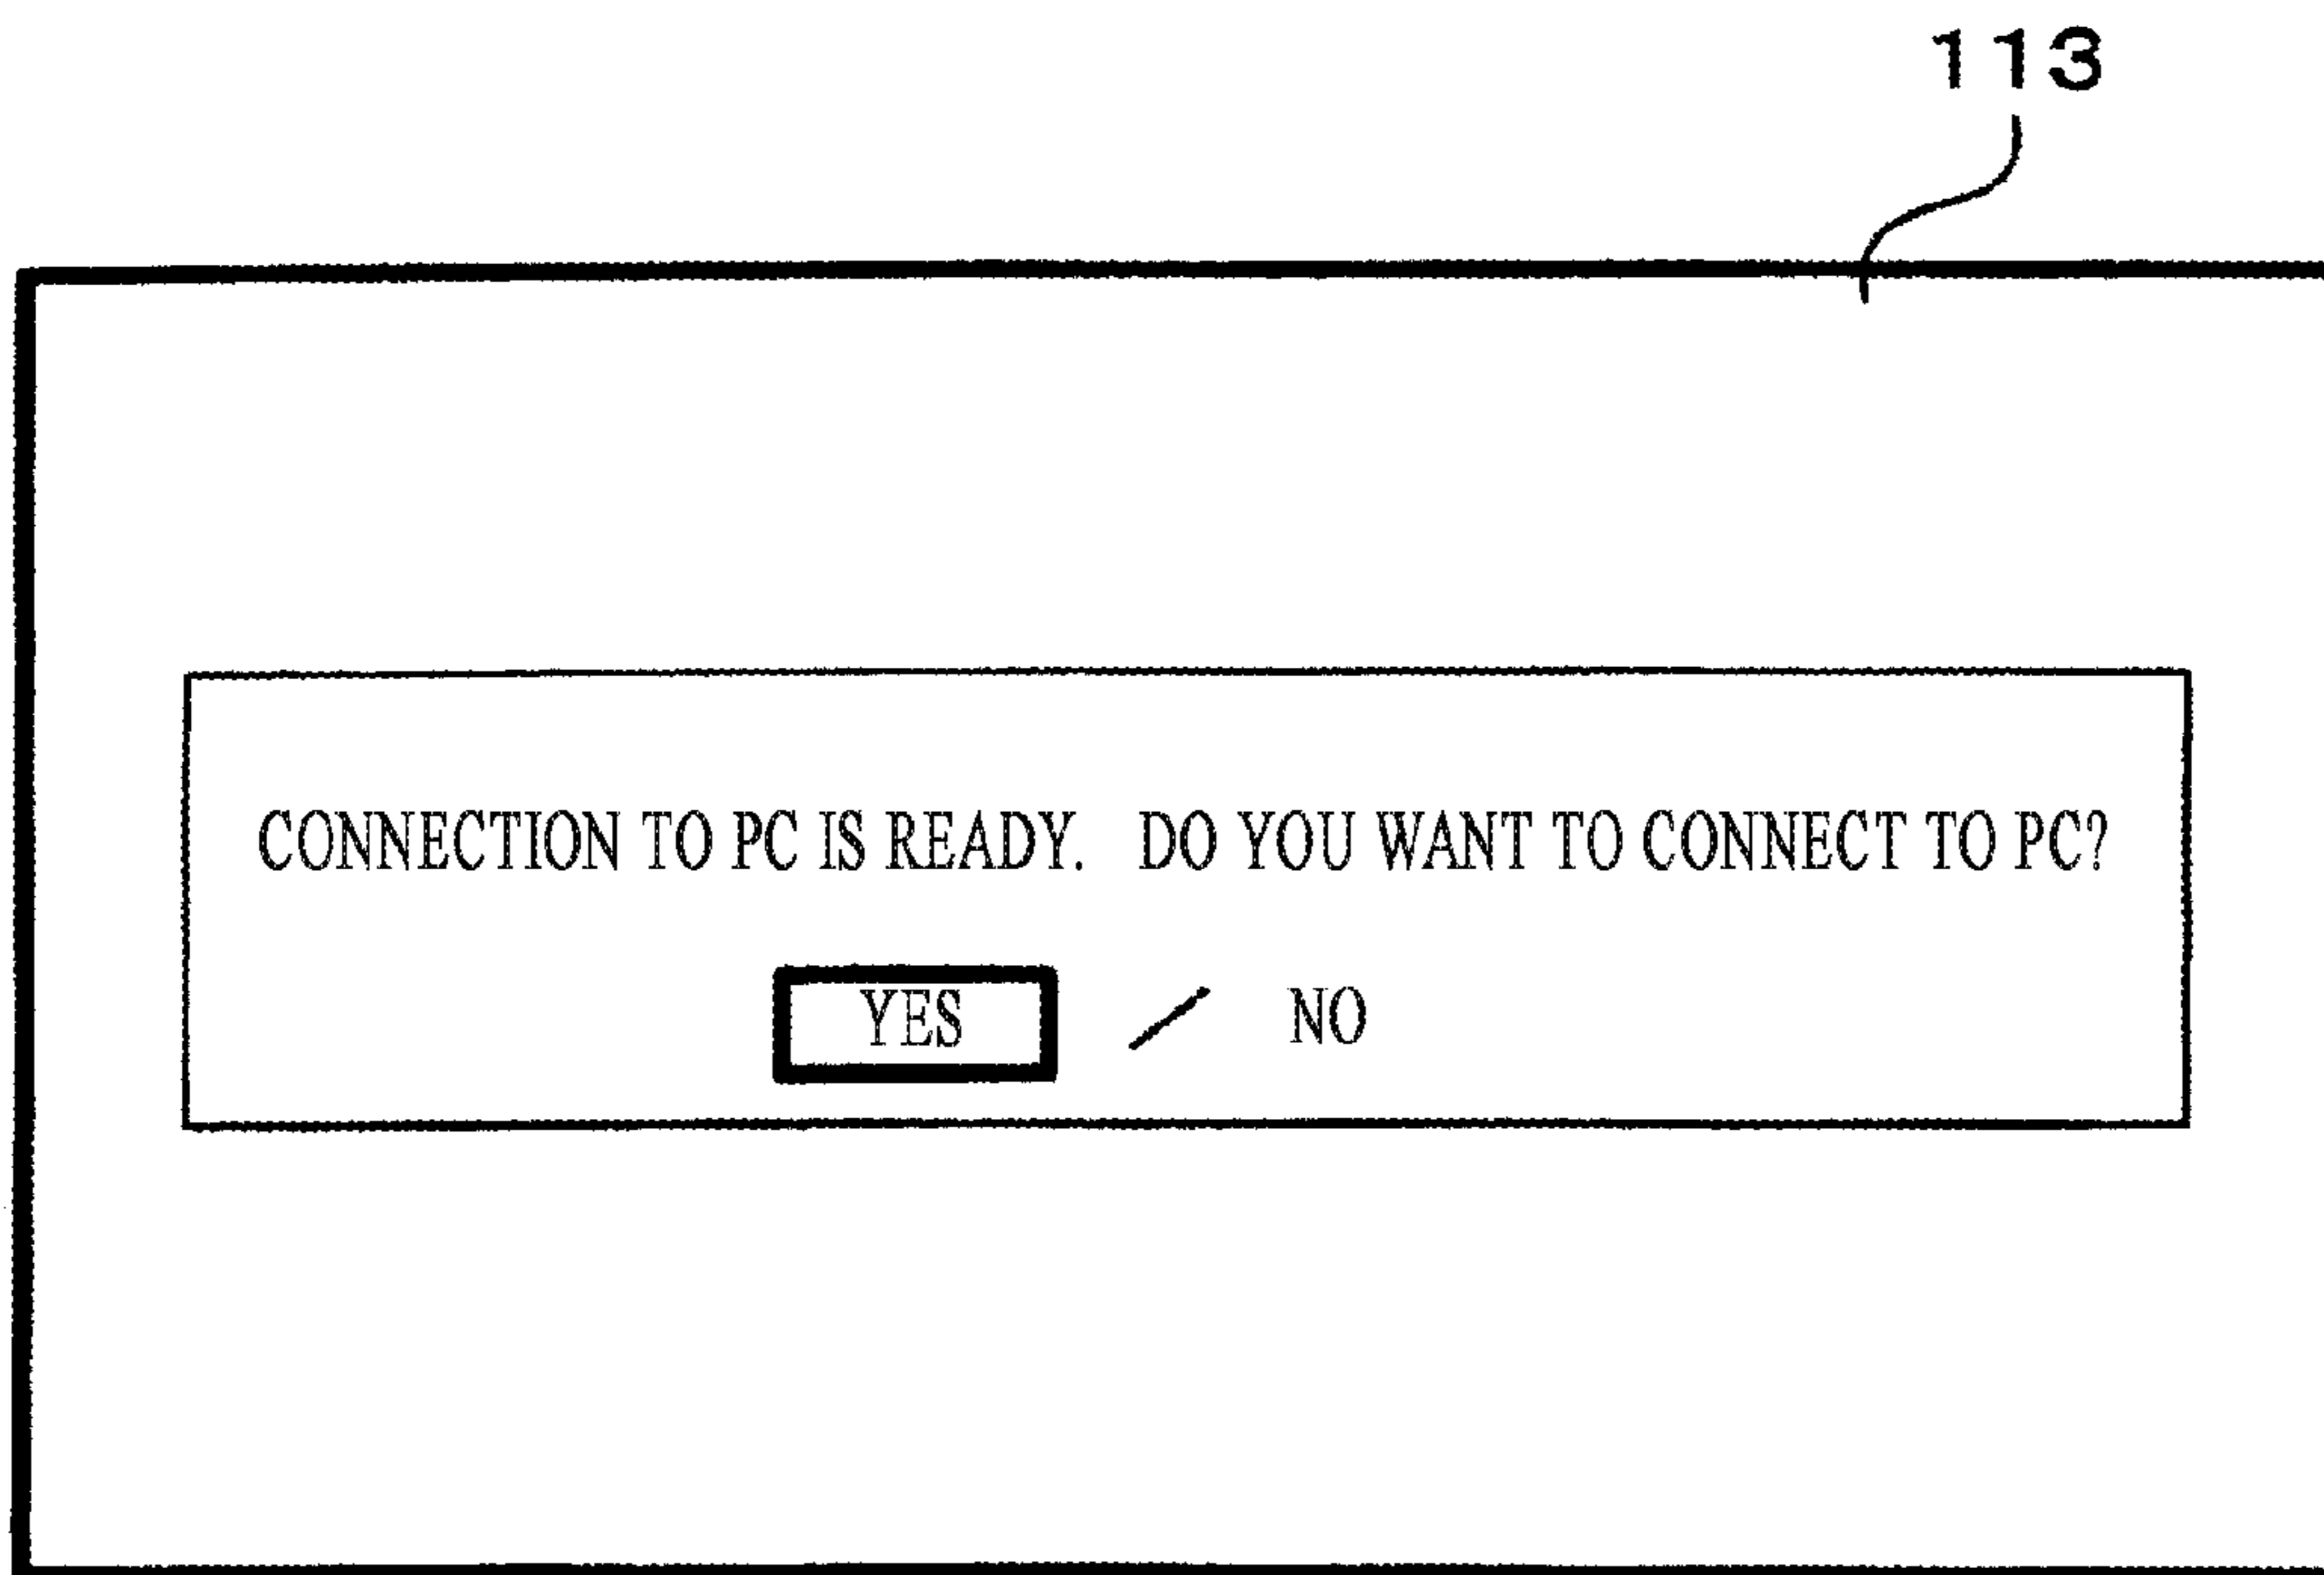 113
CONNECTION TO PC IS READY. DO YOU WANT TO CONNECT TO PC?
YES / NO